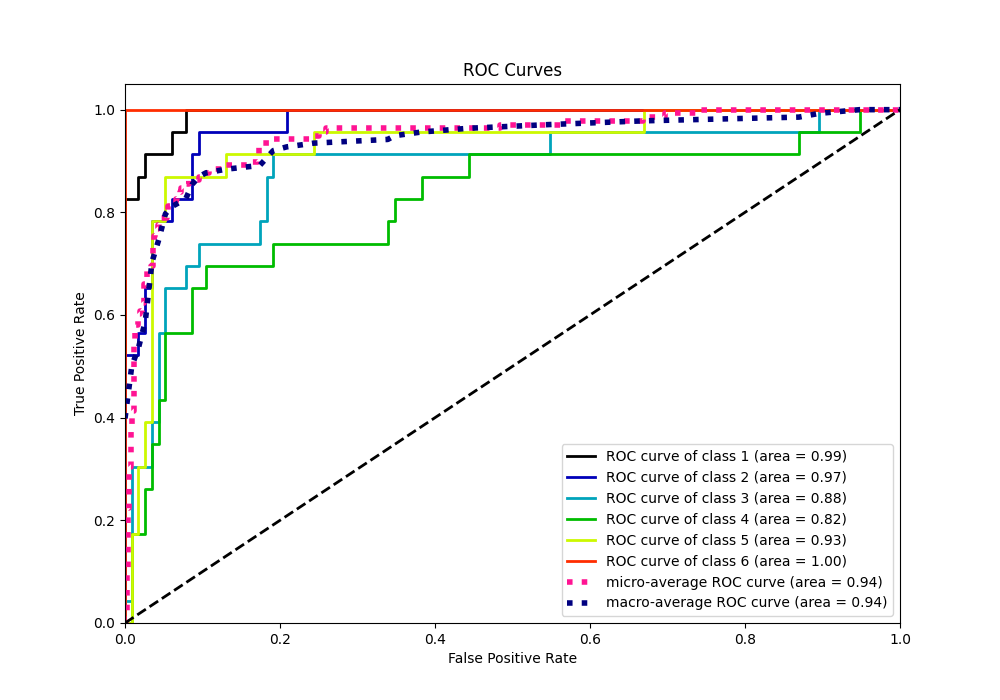 ROC Curves
True Positive Rate
1.0
0.8
0.6
0.4
0.2
0.0
0.0 0.2 0.4 0.6 0.8 1.0
False Positive Rate
ROC curve of class 1 (area = 0.99)
ROC curve of class 2 (area = 0.97)
ROC curve of class 3 (area = 0.88)
ROC curve of class 4 (area = 0.82)
ROC curve of class 5 (area = 0.93)
ROC curve of class 6 (area = 1.00)
micro-average ROC curve (area = 0.94)
macro-average ROC curve (area = 0.94)